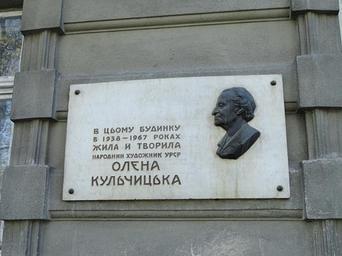 В ЦЬОМУ БУДИНКУ
В 1938-1967 РОКАХ
ЖИЛА И ТВОРИЛА
НАРОДНИЙ ХУДОЖНИК УРСР
ОЛЕНА
КУЛЬЧИЦЬКА